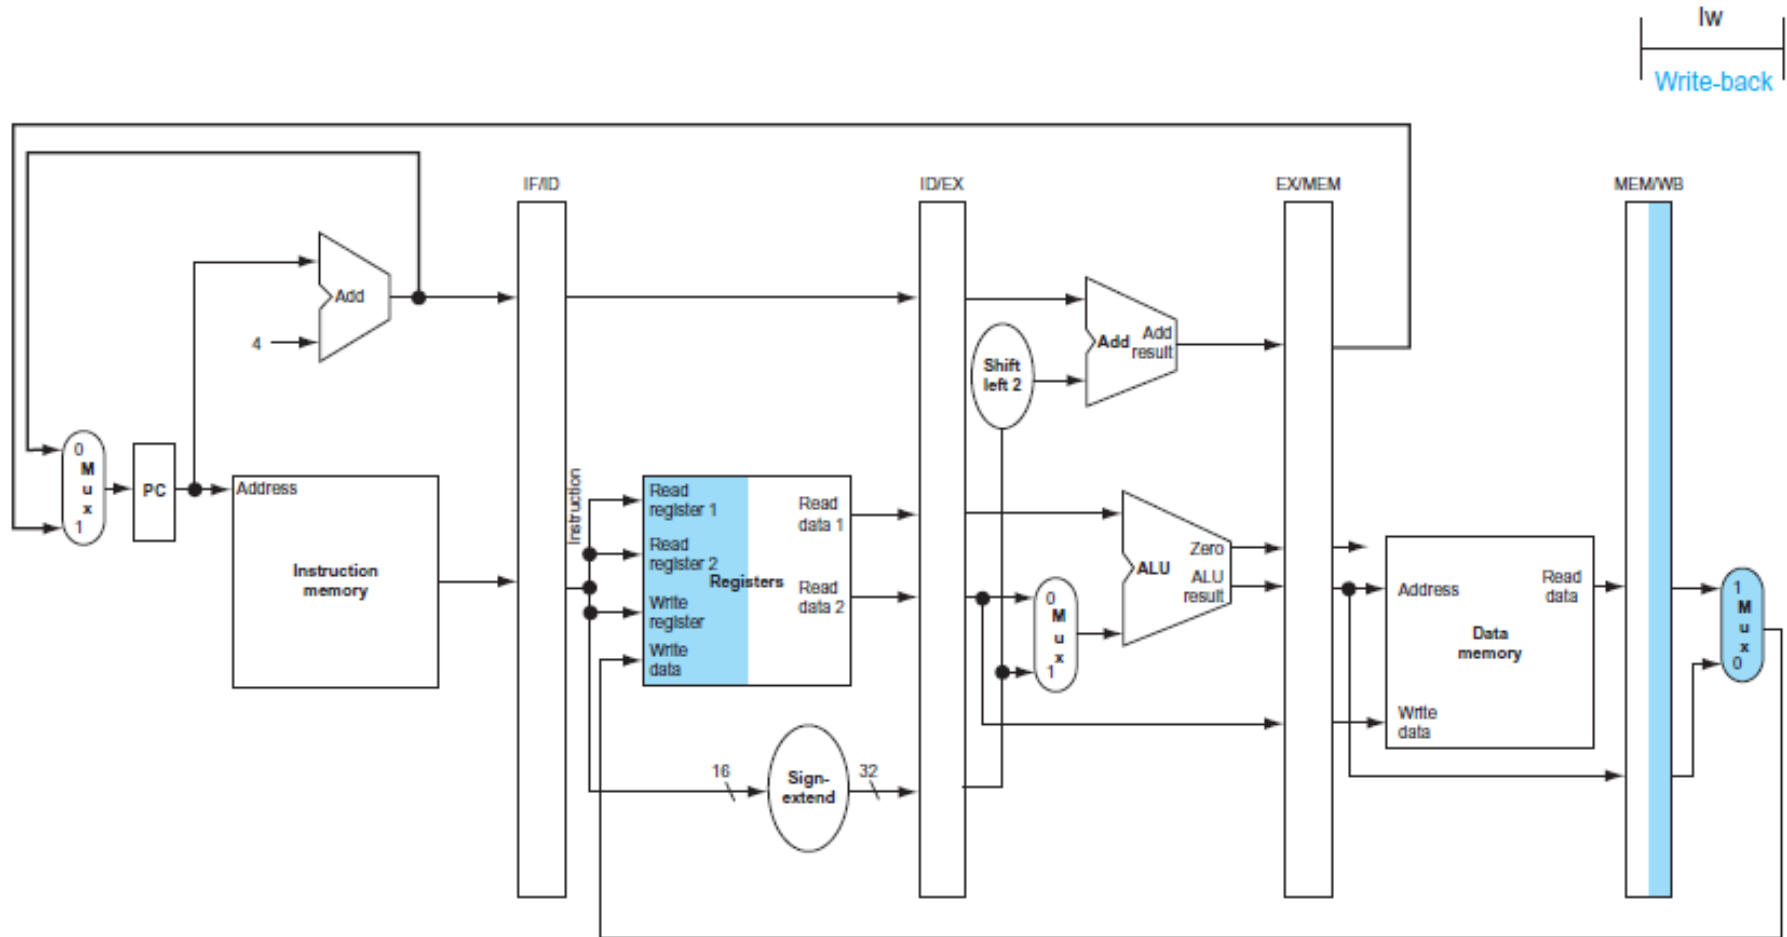 lw
Write-back
IF/ID
ID/EX
EX/MEM
MEM/WB
Add
4
Add
Add
result
Shift
left 2
0
M
u
x
1
PC
Address
Instruction
memory
Instruction
Read
register 1
Read
register 2
Write
register
Write
data
Registers
Read
data 1
Read
data 2
16
Sign-
extend
32
0
M
u
x
1
Zero
ALU
ALU
result
Address
Read
data
Data
memory
Write
data
1
M
u
x
0